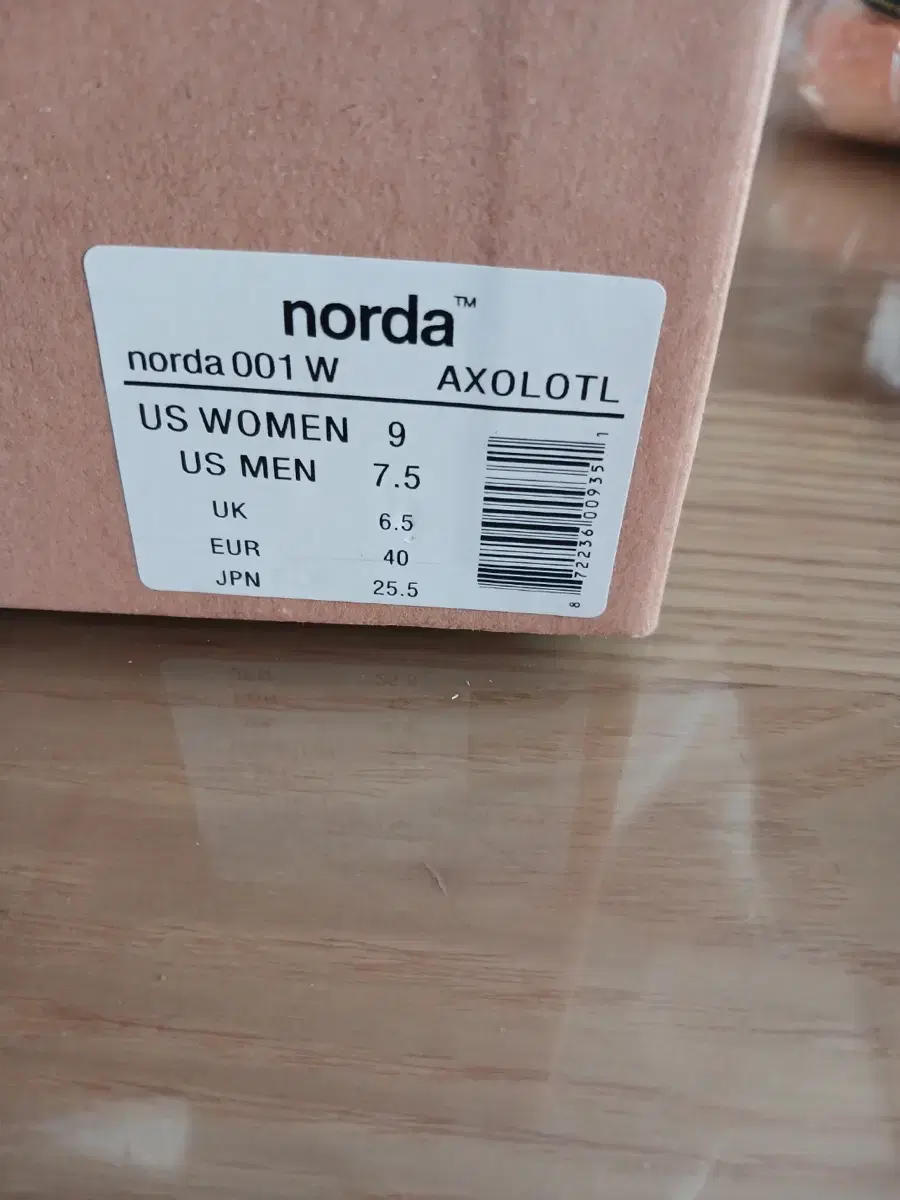 norda™
norda 001 W AXOLOTL
US WOMEN 9
US MEN 7.5
UK 6.5
EUR 40
JPN 25.5
8 72236 00935 1